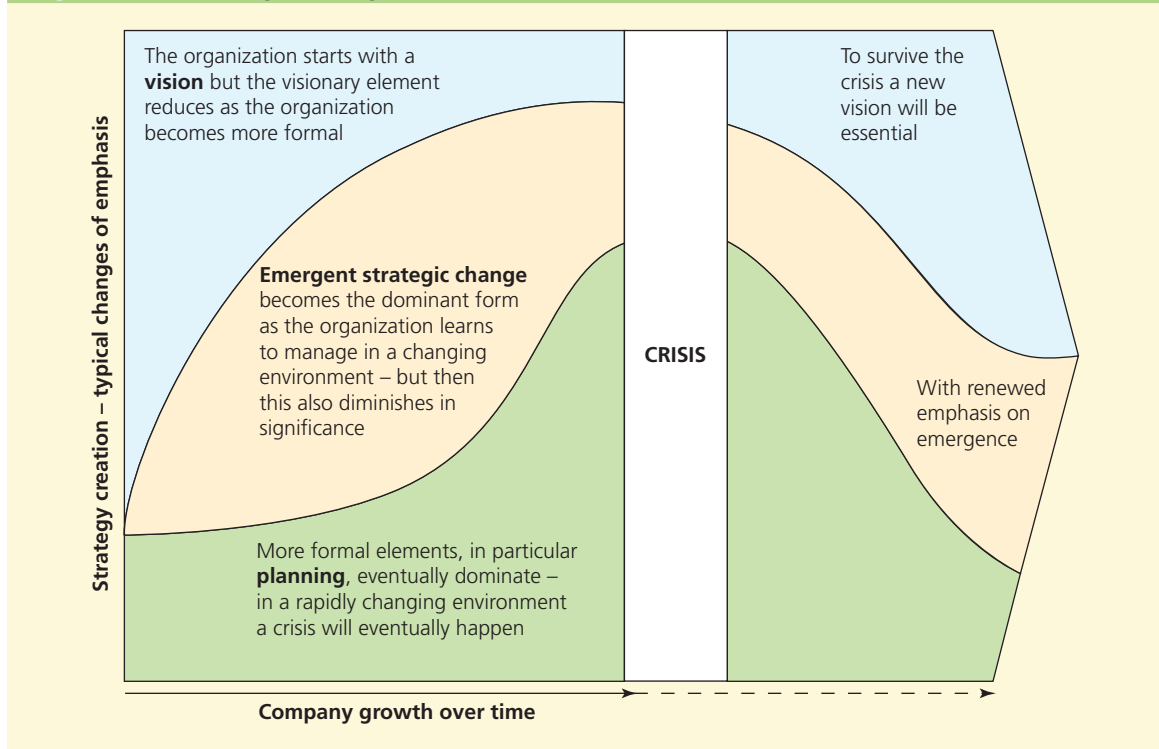 The organization starts with a
vision but the visionary element
reduces as the organization
becomes more formal
To survive the
crisis a new
vision will be
essential
Strategy creation – typical changes of emphasis
Emergent strategic change
becomes the dominant form
as the organization learns
to manage in a changing
environment – but then
this also diminishes in
significance
CRISIS
With renewed
emphasis on
emergence
More formal elements, in particular
planning, eventually dominate –
in a rapidly changing environment
a crisis will eventually happen
Company growth over time